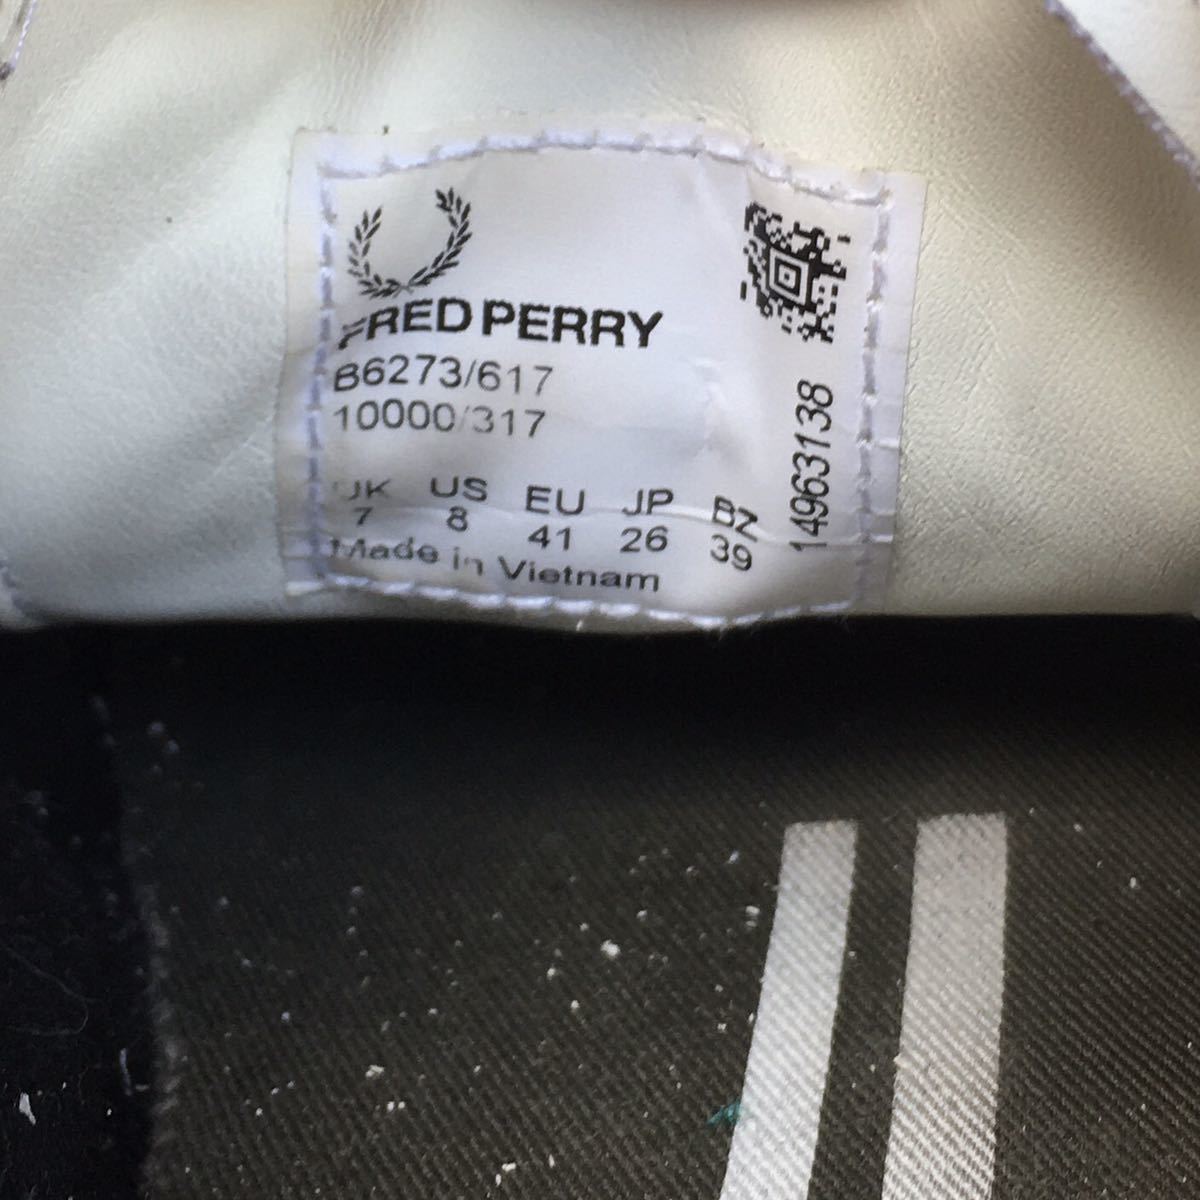 FRED PERRY
B6273/617
10000/317
UK US EU JP BZ
7 8 41 26 39
Made in Vietnam
14963138